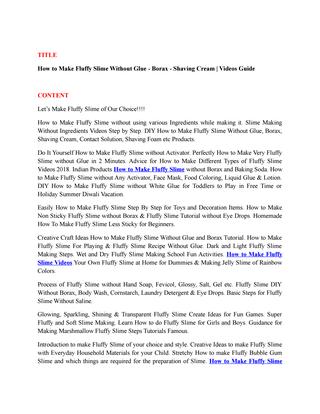 TITLE
How to Make Fluffy Slime Without Glue - Borax - Shaving Cream | Videos Guide
CONTENT
Let's Make Fluffy Slime of Our Choice!!!!
How to Make Fluffy Slime without using various Ingredients while making it. Slime Making
Without Ingredients Videos Step by Step. DIY How to Make Fluffy Slime Without Glue, Borax,
Shaving Cream, Contact Solution, Shaving Foam etc Products.
Do It Yourself How to Make Fluffy Slime without Activator. Perfectly How to Make Very Fluffy
Slime without Glue in 2 Minutes. Advice for How to Make Different Types of Fluffy Slime
Videos 2018. Indian Products How to Make Fluffy Slime without Borax and Baking Soda. How
to Make Fluffy Slime without Any Activator, Face Mask, Food Coloring, Liquid Glue & Lotion.
DIY How to Make Fluffy Slime without White Glue for Toddlers to Play in Free Time or
Holiday Summer Diwali Vacation.
Easily How to Make Fluffy Slime Step By Step for Toys and Decoration Items. How to Make
Non Sticky Fluffy Slime without Borax & Fluffy Slime Tutorial without Eye Drops. Homemade
How To Make Fluffy Slime Less Sticky for Beginners.
Creative Craft Ideas How to Make Fluffy Slime Without Glue and Borax Tutorial. How to Make
Fluffy Slime For Playing & Fluffy Slime Recipe Without Glue. Dark and Light Fluffy Slime
Making Steps. Wet and Dry Fluffy Slime Making School Fun Activities. How to Make Fluffy
Slime Videos Your Own Fluffy Slime at Home for Dummies & Making Jelly Slime of Rainbow
Colors.
Process of Fluffy Slime without Hand Soap, Fevicol, Glossy, Salt, Gel etc. Fluffy Slime DIY
Without Borax, Body Wash, Cornstarch, Laundry Detergent & Eye Drops. Basic Steps for Fluffy
Slime Without Saline.
Glowing, Sparkling, Shining & Transparent Fluffy Slime Create Ideas for Fun Games. Super
Fluffy and Soft Slime Making. Learn How to do Fluffy Slime for Girls and Boys. Guidance for
Making Marshmallow Fluffy Slime Steps Tutorials Famous.
Introduction to make Fluffy Slime of your choice and style. Creative Ideas to make Fluffy Slime
with Everyday Household Materials for your Child. Stretchy How to make Fluffy Bubble Gum
Slime and which things are required for the preparation of Slime. How to Make Fluffy Slime